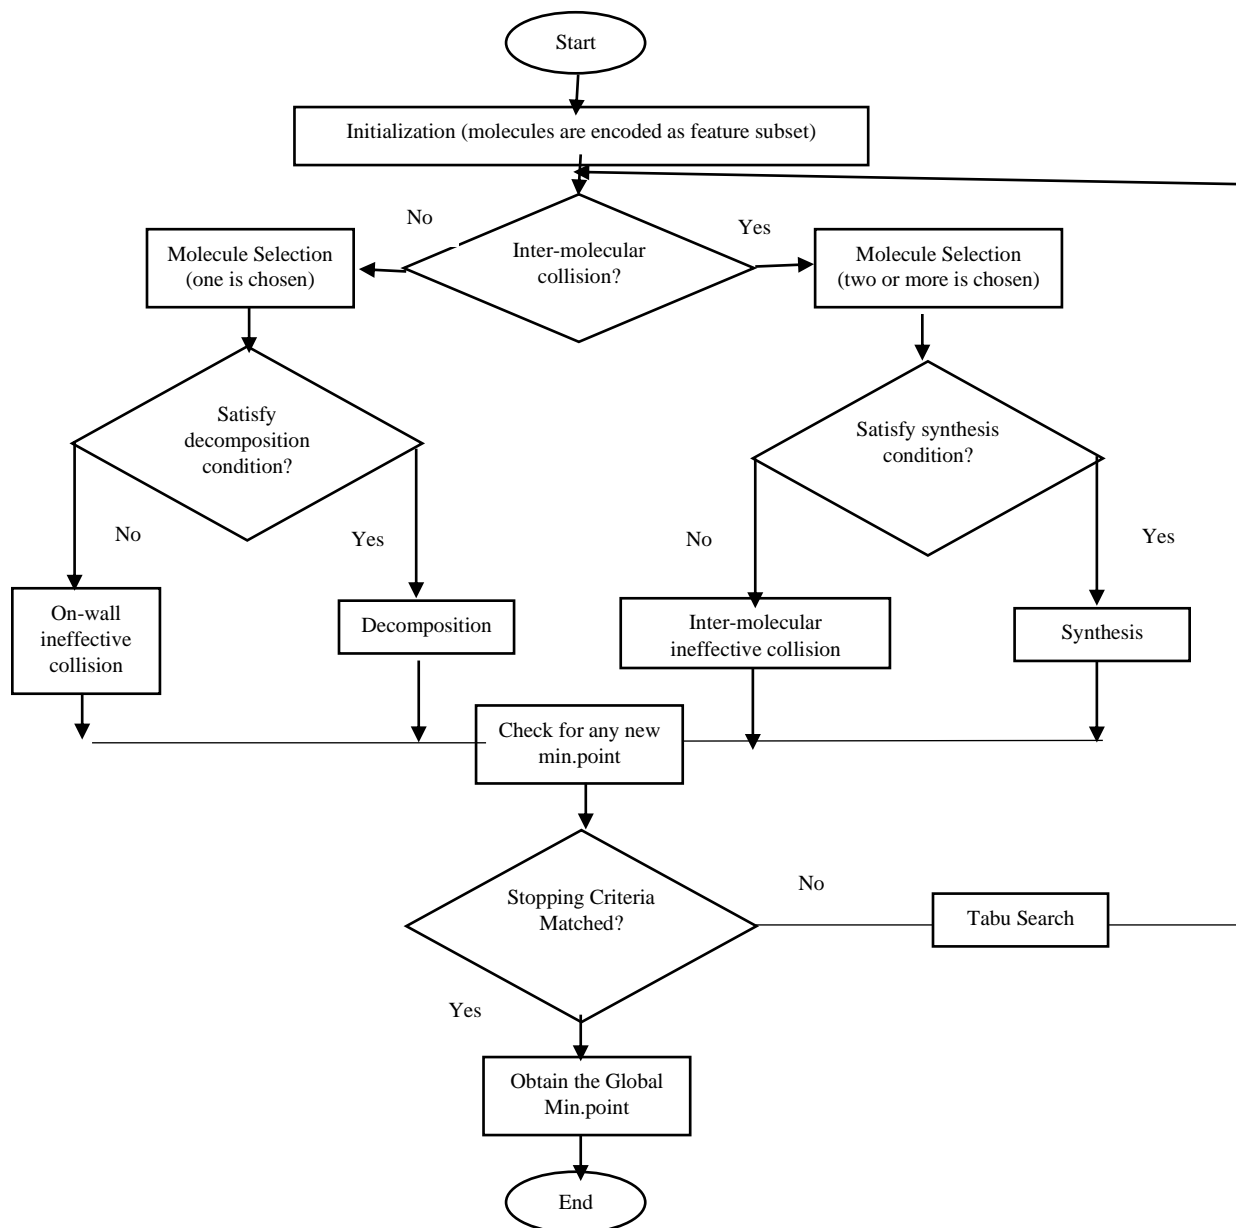 Start
Initialization (molecules are encoded as feature subset)
No
Yes
Molecule Selection
(one is chosen)
Inter-molecular
collision?
Molecule Selection
(two or more is chosen)
Satisfy
decomposition
condition?
Satisfy synthesis
condition?
No
Yes
No
Yes
On-wall
ineffective
collision
Decomposition
Inter-molecular
ineffective collision
Synthesis
Check for any new
min.point
Stopping Criteria
Matched?
No
Tabu Search
Yes
Obtain the Global
Min.point
End